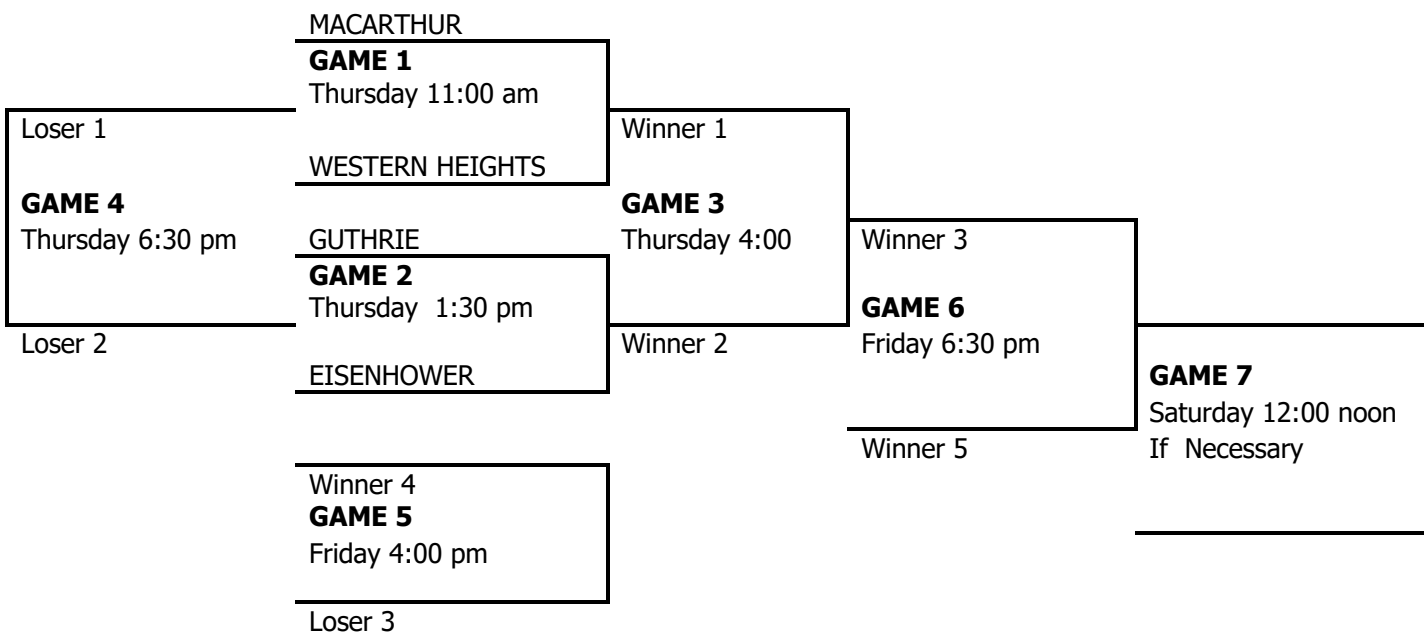 MACARTHUR
GAME 1
Thursday 11:00 am
Loser 1
Winner 1
WESTERN HEIGHTS
GAME 4
GAME 3
Thursday 6:30 pm
GUTHRIE
Thursday 4:00
Winner 3
GAME 2
Thursday 1:30 pm
GAME 6
Loser 2
Winner 2
Friday 6:30 pm
EISENHOWER
GAME 7
Saturday 12:00 noon
Winner 5
If Necessary
Winner 4
GAME 5
Friday 4:00 pm
Loser 3